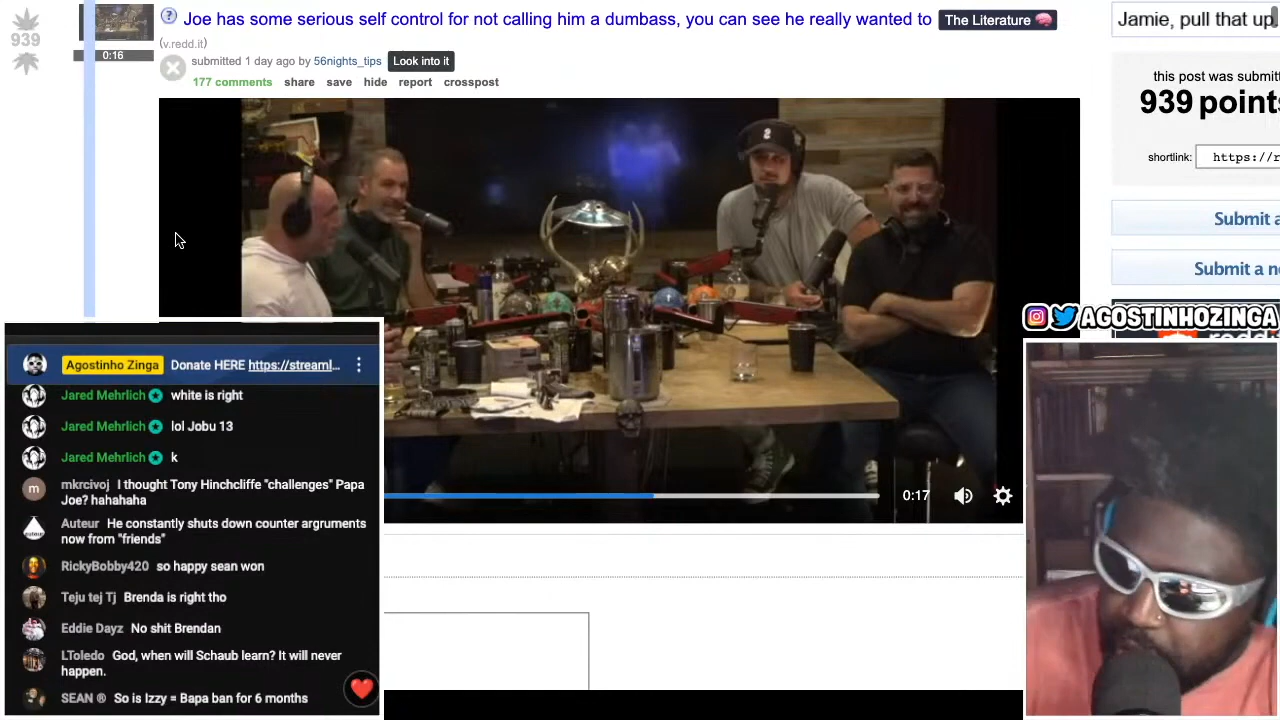 939
0:16
Joe has some serious self control for not calling him a dumbass, you can see he really wanted to The Literature 🧠
(v.redd.it)
submitted 1 day ago by 56nights_tips Look into it
177 comments share save hide report crosspost
Jamie, pull that up
this post was submitt
939 points
shortlink: https://r
Submit a
Submit a ne
0:17
AGOSTINHOZINGA
Agostinho Zinga Donate HERE https://streaml...
Jared Mehrlich white is right
Jared Mehrlich lol Jobu 13
Jared Mehrlich k
mkrcivoj I thought Tony Hinchcliffe "challenges" Papa
Joe? hahahaha
Auteur He constantly shuts down counter argruments
now from "friends"
RickyBobby420 so happy sean won
Teju tej Tj Brenda is right tho
Eddie Dayz No shit Brendan
LToledo God, when will Schaub learn? It will never
happen.
SEAN ® So is Izzy = Bapa ban for 6 months